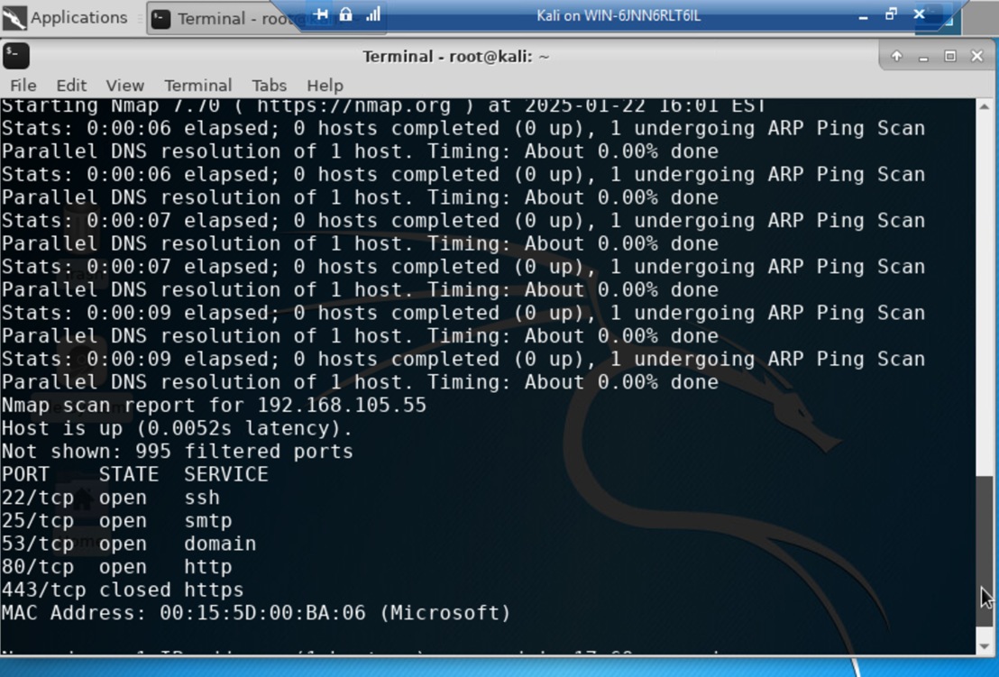 Applications
Terminal - root@
Kali on WIN-6JNN6RLT6IL
Terminal - root@kali: ~
File Edit View Terminal Tabs Help
Starting Nmap 7.70 ( https://nmap.org ) at 2025-01-22 16:01 EST
Stats: 0:00:06 elapsed; 0 hosts completed (0 up), 1 undergoing ARP Ping Scan
Parallel DNS resolution of 1 host. Timing: About 0.00% done
Stats: 0:00:06 elapsed; 0 hosts completed (0 up), 1 undergoing ARP Ping Scan
Parallel DNS resolution of 1 host. Timing: About 0.00% done
Stats: 0:00:07 elapsed; 0 hosts completed (0 up), 1 undergoing ARP Ping Scan
Parallel DNS resolution of 1 host. Timing: About 0.00% done
Stats: 0:00:07 elapsed; 0 hosts completed (0 up), 1 undergoing ARP Ping Scan
Parallel DNS resolution of 1 host. Timing: About 0.00% done
Stats: 0:00:09 elapsed; 0 hosts completed (0 up), 1 undergoing ARP Ping Scan
Parallel DNS resolution of 1 host. Timing: About 0.00% done
Stats: 0:00:09 elapsed; 0 hosts completed (0 up), 1 undergoing ARP Ping Scan
Parallel DNS resolution of 1 host. Timing: About 0.00% done
Nmap scan report for 192.168.105.55
Host is up (0.0052s latency).
Not shown: 995 filtered ports
PORT STATE SERVICE
22/tcp open ssh
25/tcp open smtp
53/tcp open domain
80/tcp open http
443/tcp closed https
MAC Address: 00:15:5D:00:BA:06 (Microsoft)